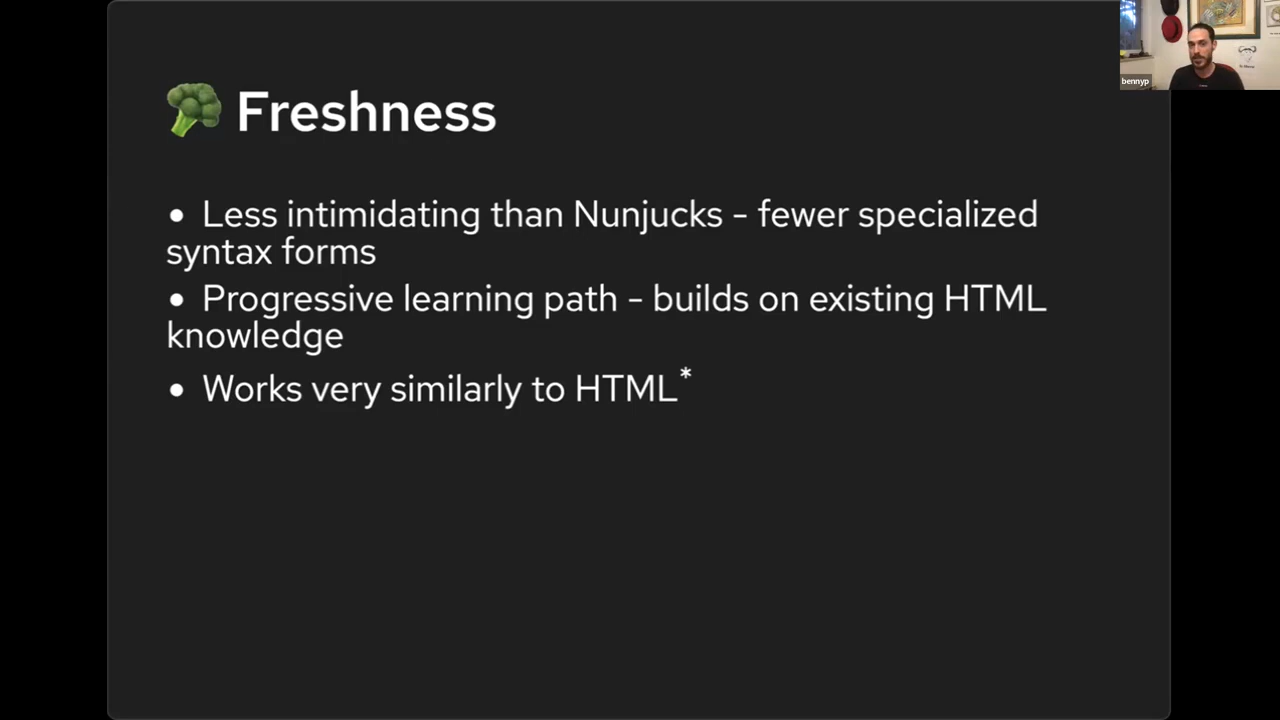 🥦 Freshness
• Less intimidating than Nunjucks - fewer specialized
syntax forms
• Progressive learning path - builds on existing HTML
knowledge
• Works very similarly to HTML*
bennyp